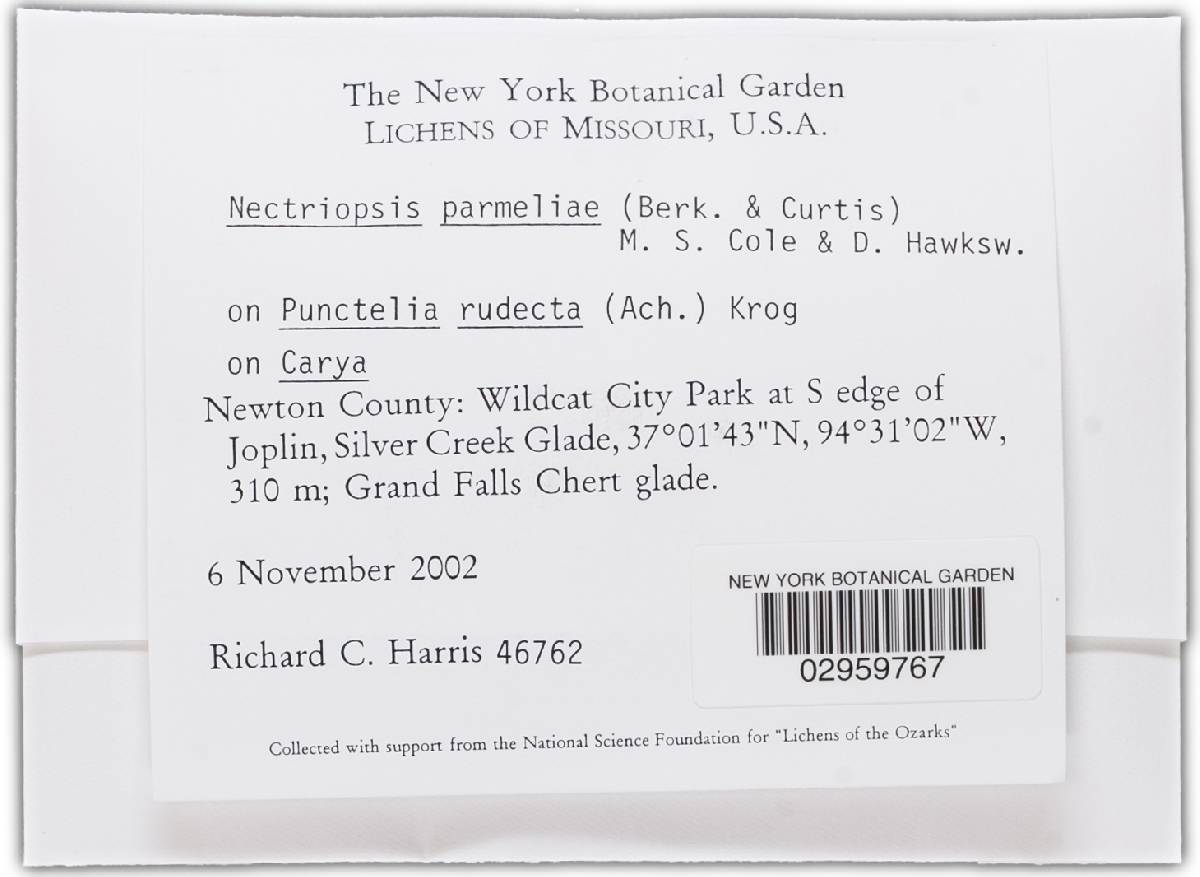 The New York Botanical Garden
LICHENS OF MISSOURI, U.S.A.
Nectriopsis parmeliae (Berk. & Curtis)
M. S. Cole & D. Hawksw.
on Punctelia rudecta (Ach.) Krog
on Carya
Newton County: Wildcat City Park at S edge of
Joplin, Silver Creek Glade, 37°01'43"N, 94°31'02"W,
310 m; Grand Falls Chert glade.
6 November 2002
NEW YORK BOTANICAL GARDEN
02959767
Richard C. Harris 46762
Collected with support from the National Science Foundation for "Lichens of the Ozarks"